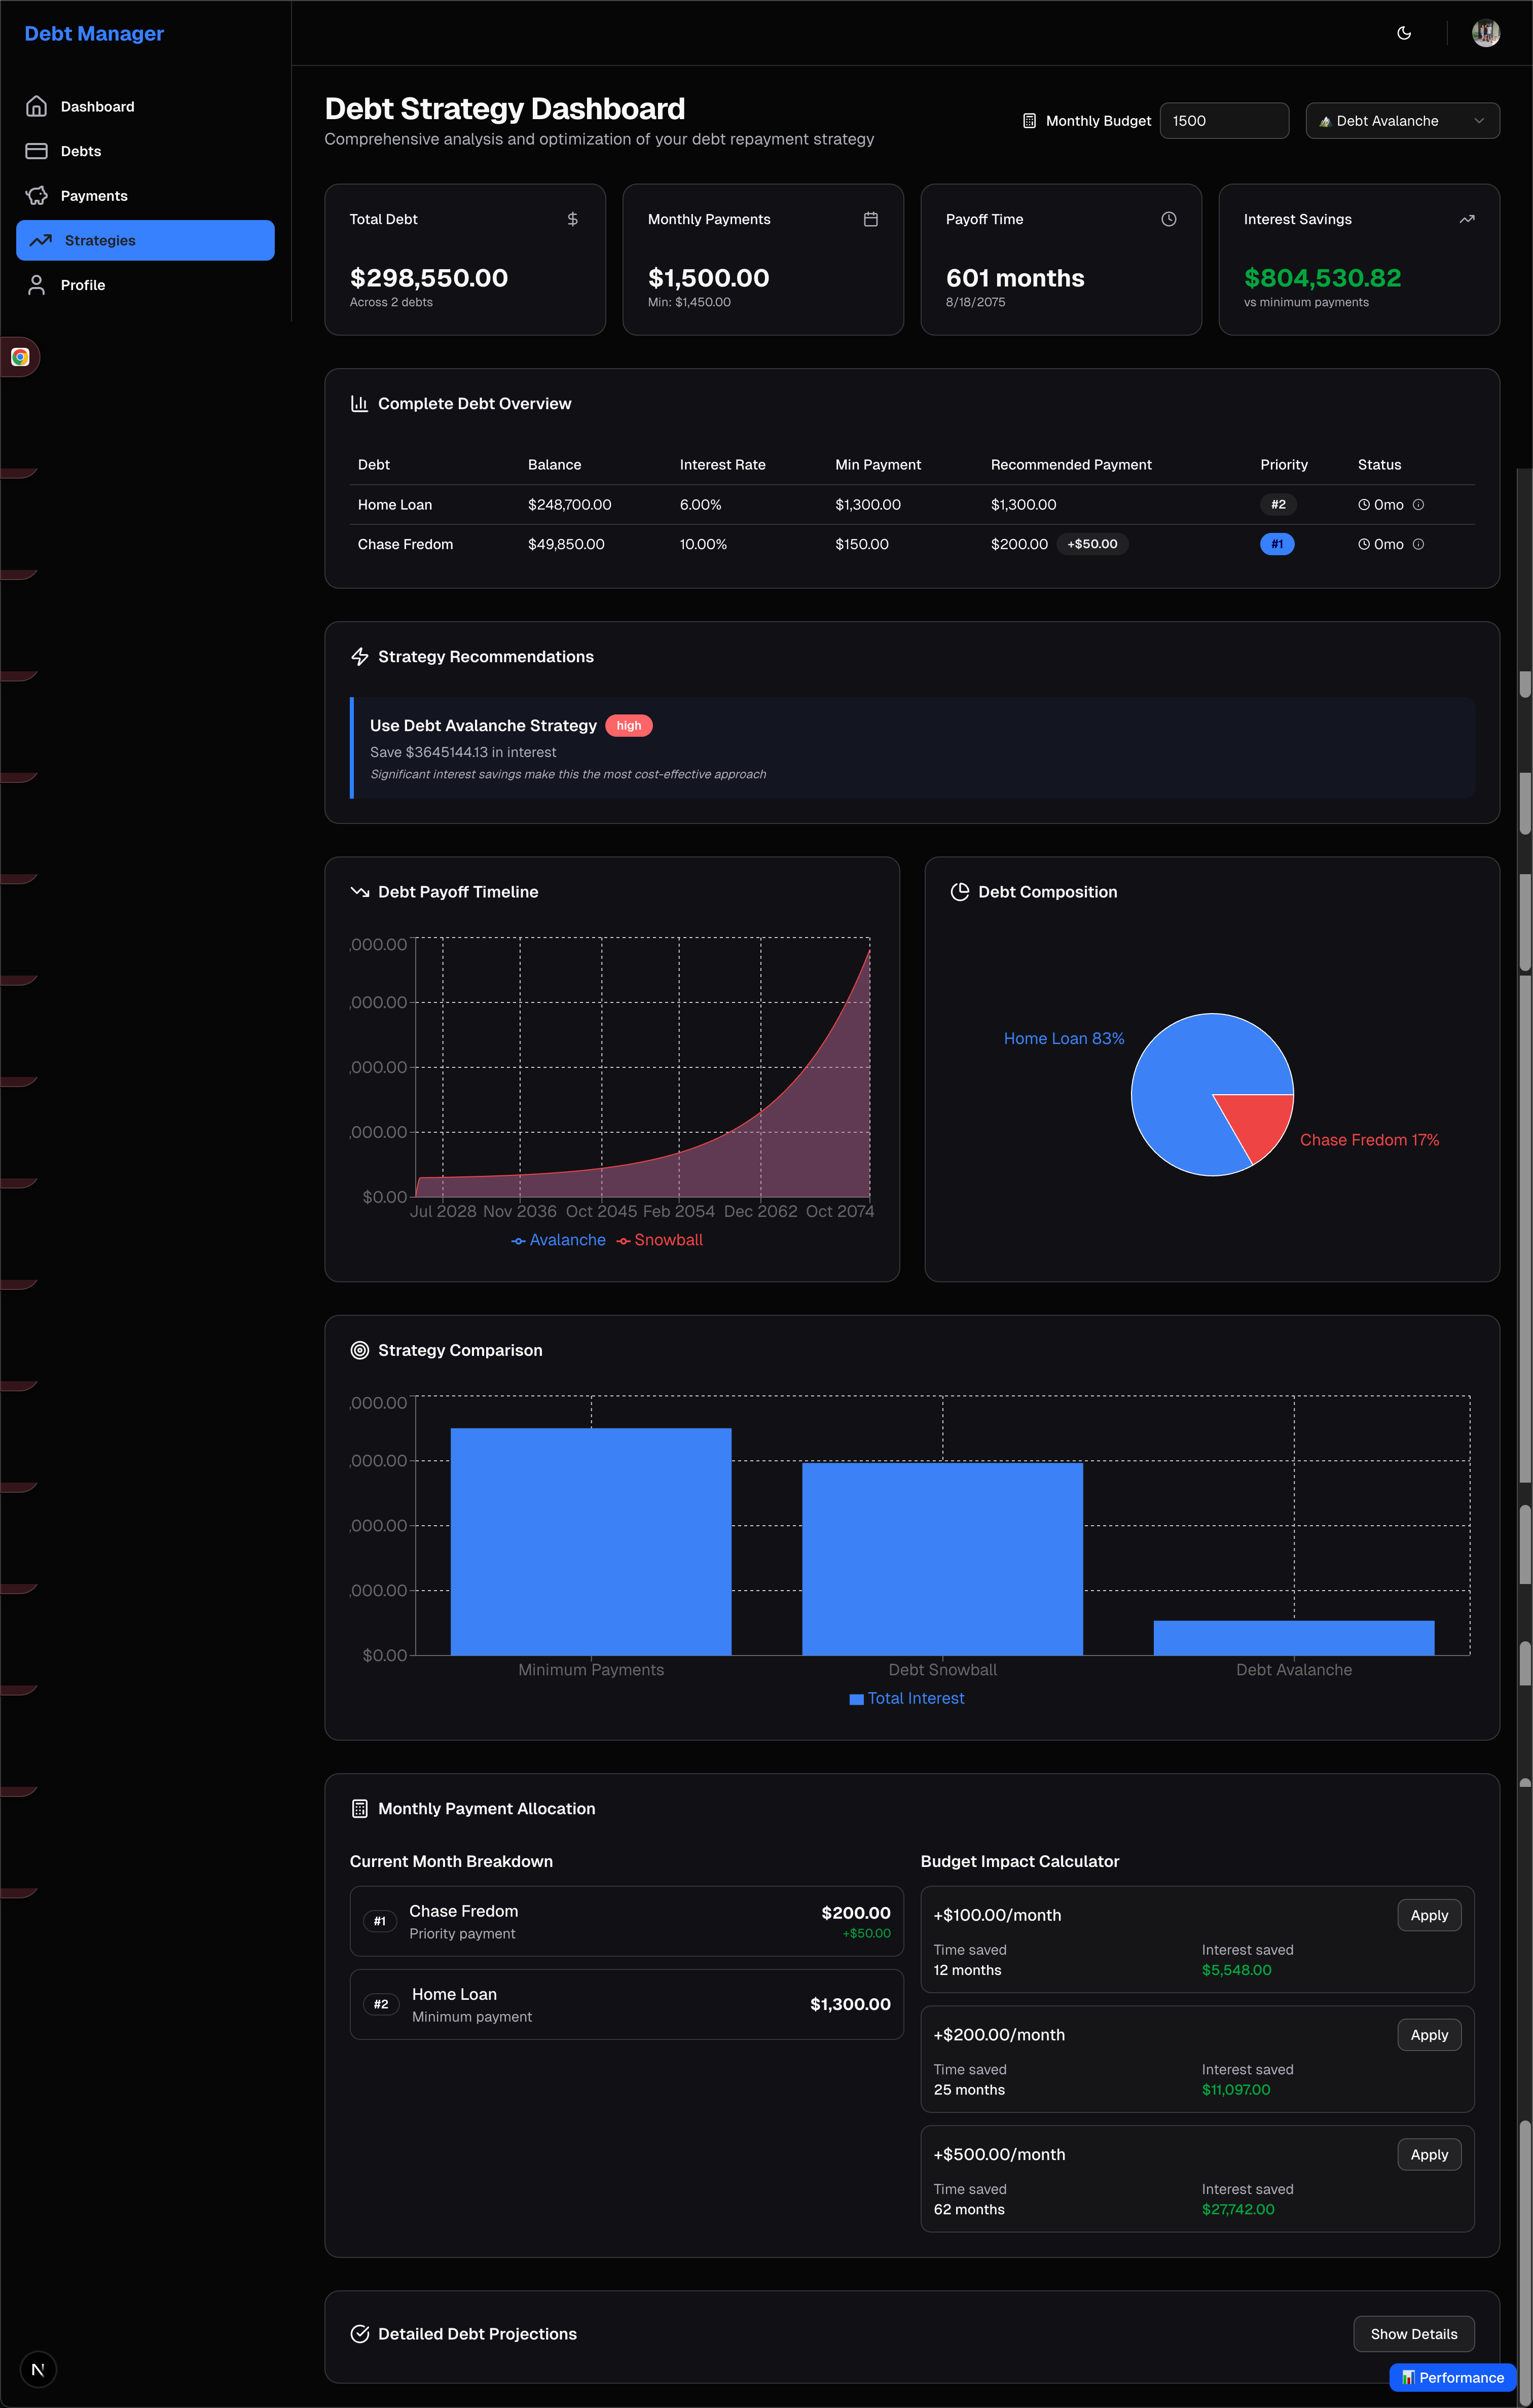 Debt Manager
Dashboard
Debts
Payments
Strategies
Profile
Debt Strategy Dashboard
Comprehensive analysis and optimization of your debt repayment strategy
Monthly Budget 1500 Debt Avalanche
Total Debt
$298,550.00
Across 2 debts
Monthly Payments
$1,500.00
Min: $1,450.00
Payoff Time
601 months
8/18/2075
Interest Savings
$804,530.82
vs minimum payments
Complete Debt Overview
Debt Balance Interest Rate Min Payment Recommended Payment Priority Status
Home Loan $248,700.00 6.00% $1,300.00 $1,300.00 #2 0mo
Chase Fredom $49,850.00 10.00% $150.00 $200.00 +$50.00 #1 0mo
Strategy Recommendations
Use Debt Avalanche Strategy high
Save $3645144.13 in interest
Significant interest savings make this the most cost-effective approach
Debt Payoff Timeline
,000.00
,000.00
,000.00
,000.00
$0.00
Jul 2028 Nov 2036 Oct 2045 Feb 2054 Dec 2062 Oct 2074
Avalanche Snowball
Debt Composition
Home Loan 83%
Chase Fredom 17%
Strategy Comparison
,000.00
,000.00
,000.00
,000.00
$0.00
Minimum Payments Debt Snowball Debt Avalanche
Total Interest
Monthly Payment Allocation
Current Month Breakdown
#1 Chase Fredom $200.00
Priority payment +$50.00
#2 Home Loan $1,300.00
Minimum payment
Budget Impact Calculator
+$100.00/month Apply
Time saved Interest saved
12 months $5,548.00
+$200.00/month Apply
Time saved Interest saved
25 months $11,097.00
+$500.00/month Apply
Time saved Interest saved
62 months $27,742.00
Detailed Debt Projections Show Details
N
Performance